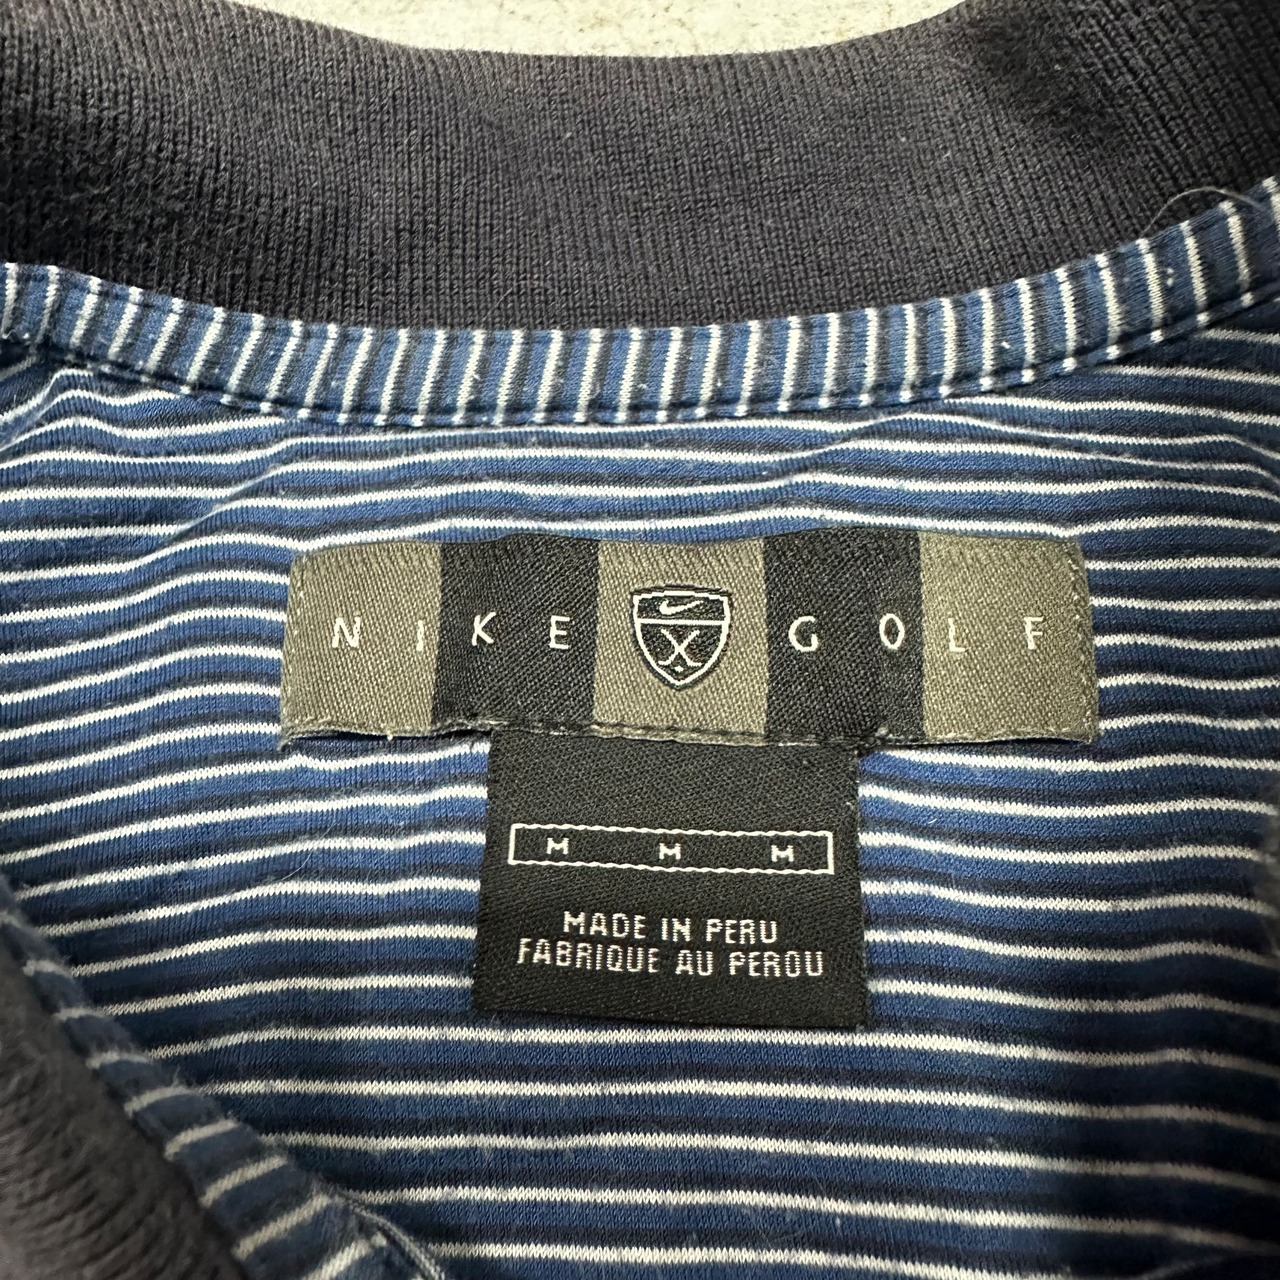 NIKE GOLF
M M M
MADE IN PERU
FABRIQUE AU PEROU